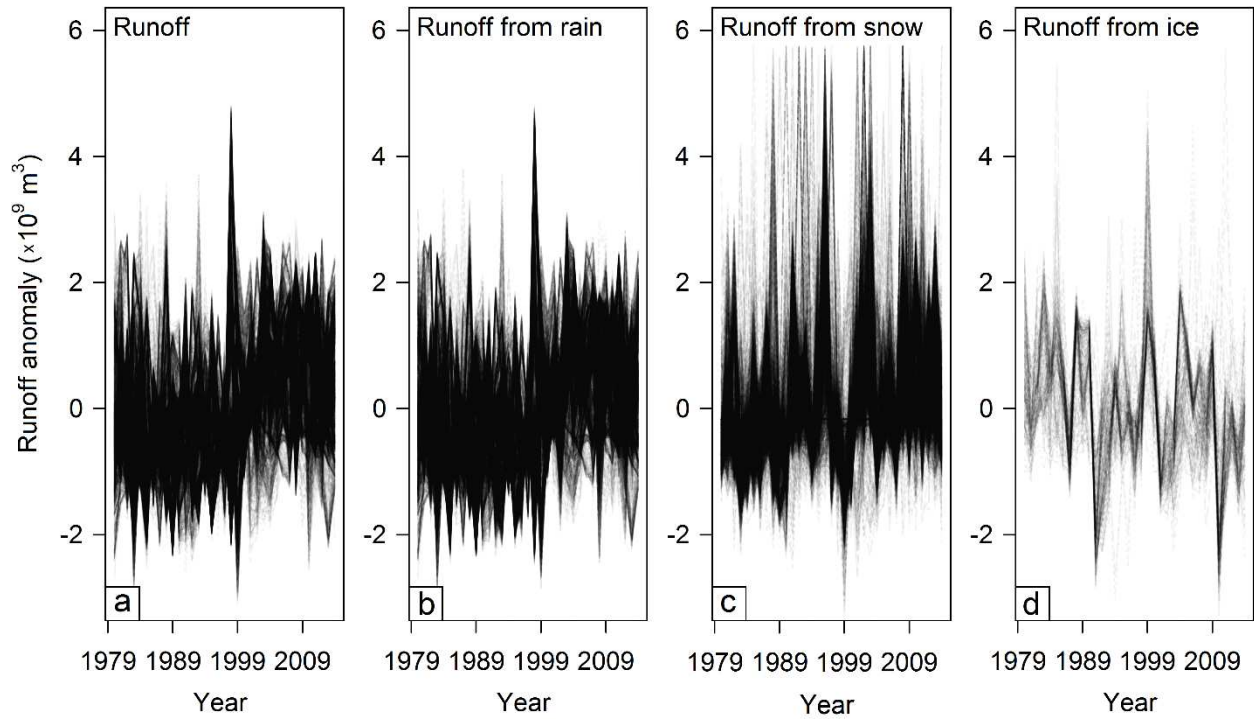 Runoff
Runoff from rain
Runoff from snow
Runoff from ice
Runoff anomaly (×10⁹ m³)
6
4
2
0
-2
a
1979 1989 1999 2009
Year
6
4
2
0
-2
b
1979 1989 1999 2009
Year
6
4
2
0
-2
c
1979 1989 1999 2009
Year
6
4
2
0
-2
d
1979 1989 1999 2009
Year